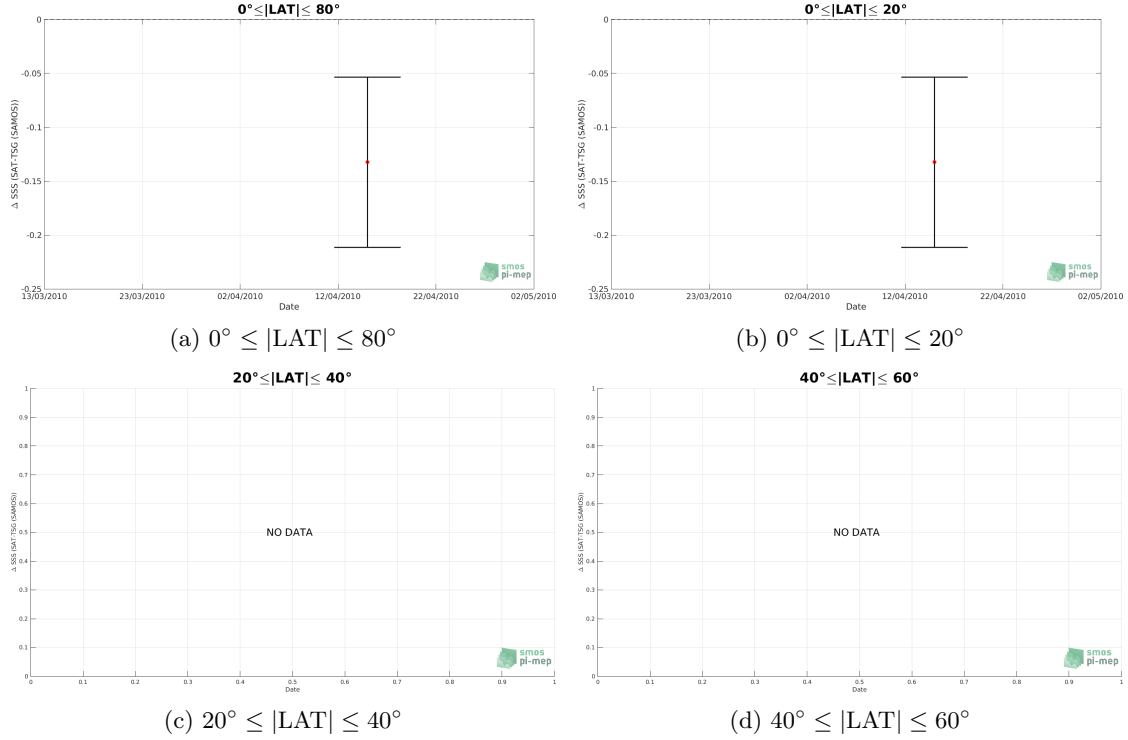 0°≤|LAT|≤ 80°
0
-0.05
-0.1
-0.15
-0.2
-0.25
Δ SSS (SAT-TSG (SAMOS))
13/03/2010 23/03/2010 02/04/2010 12/04/2010 22/04/2010 02/05/2010
Date
smos
pi-mep
(a) 0° ≤ |LAT| ≤ 80°
0°≤|LAT|≤ 20°
0
-0.05
-0.1
-0.15
-0.2
-0.25
Δ SSS (SAT-TSG (SAMOS))
13/03/2010 23/03/2010 02/04/2010 12/04/2010 22/04/2010 02/05/2010
Date
smos
pi-mep
(b) 0° ≤ |LAT| ≤ 20°
20°≤|LAT|≤ 40°
1
0.9
0.8
0.7
0.6
0.5
0.4
0.3
0.2
0.1
0
Δ SSS (SAT-TSG (SAMOS))
NO DATA
0 0.1 0.2 0.3 0.4 0.5 0.6 0.7 0.8 0.9 1
Date
smos
pi-mep
(c) 20° ≤ |LAT| ≤ 40°
40°≤|LAT|≤ 60°
1
0.9
0.8
0.7
0.6
0.5
0.4
0.3
0.2
0.1
0
Δ SSS (SAT-TSG (SAMOS))
NO DATA
0 0.1 0.2 0.3 0.4 0.5 0.6 0.7 0.8 0.9 1
Date
smos
pi-mep
(d) 40° ≤ |LAT| ≤ 60°